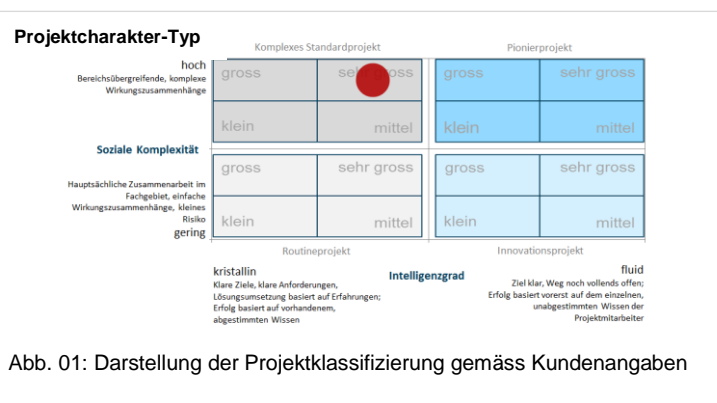 Projektcharakter-Typ
Komplexes Standardprojekt
Pionierprojekt
hoch
Bereichsübergreifende, komplexe
Wirkungszusammenhänge
gross
gross
sehr gross
klein
mittel
klein
mittel
Soziale Komplexität
gross
sehr gross
gross
sehr gross
Hauptsächliche Zusammenarbeit im
Fachgebiet, einfache
Wirkungszusammenhänge, kleines
Risiko
gering
klein
mittel
klein
mittel
Routineprojekt
Innovationsprojekt
kristallin
Klare Ziele, klare Anforderungen,
Lösungsumsetzung basiert auf Erfahrungen;
Erfolg basiert auf vorhandenem,
abgestimmten Wissen
Intelligenzgrad
fluid
Ziel klar, Weg noch vollends offen;
Erfolg basiert vorerst auf dem einzelnen,
unabgestimmten Wissen der
Projektmitarbeiter
Abb. 01: Darstellung der Projektklassifizierung gemäss Kundenangaben